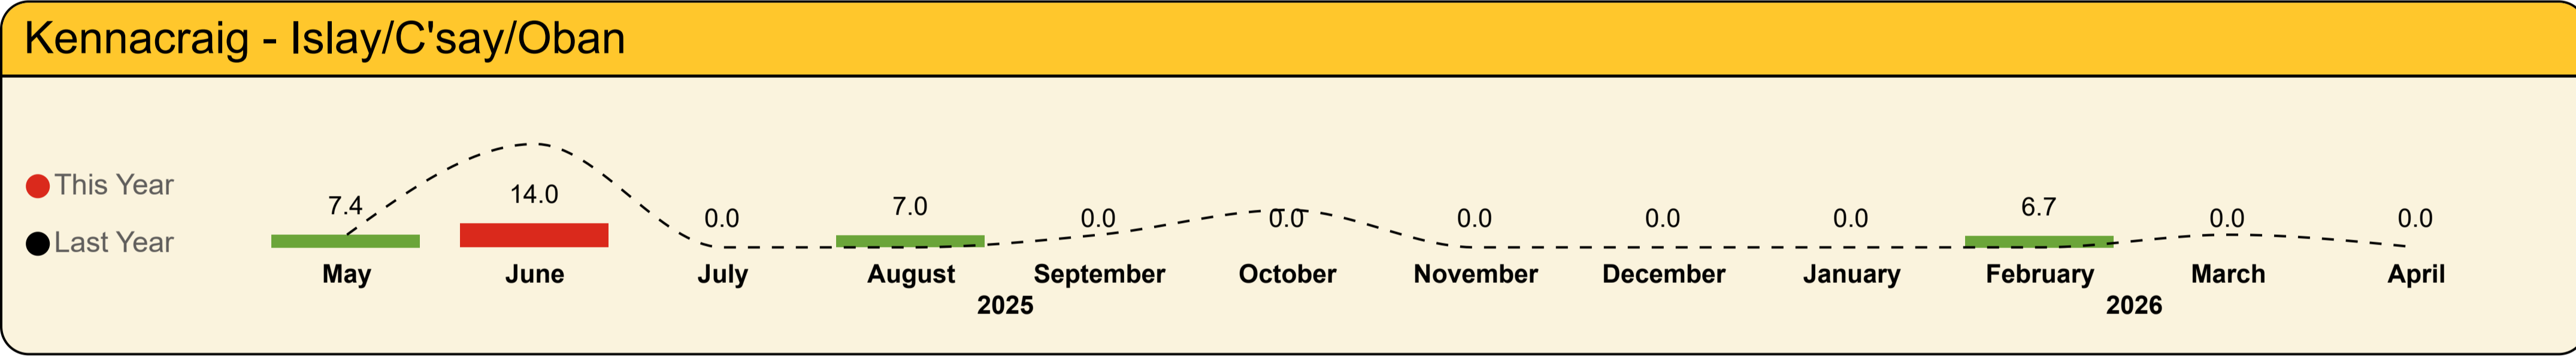 Kennacraig - Islay/C'say/Oban
This Year
Last Year
7.4 14.0 0.0 7.0 0.0 0.0 0.0 0.0 0.0 6.7 0.0 0.0
May June July August September October November December January February March April
2025 2026